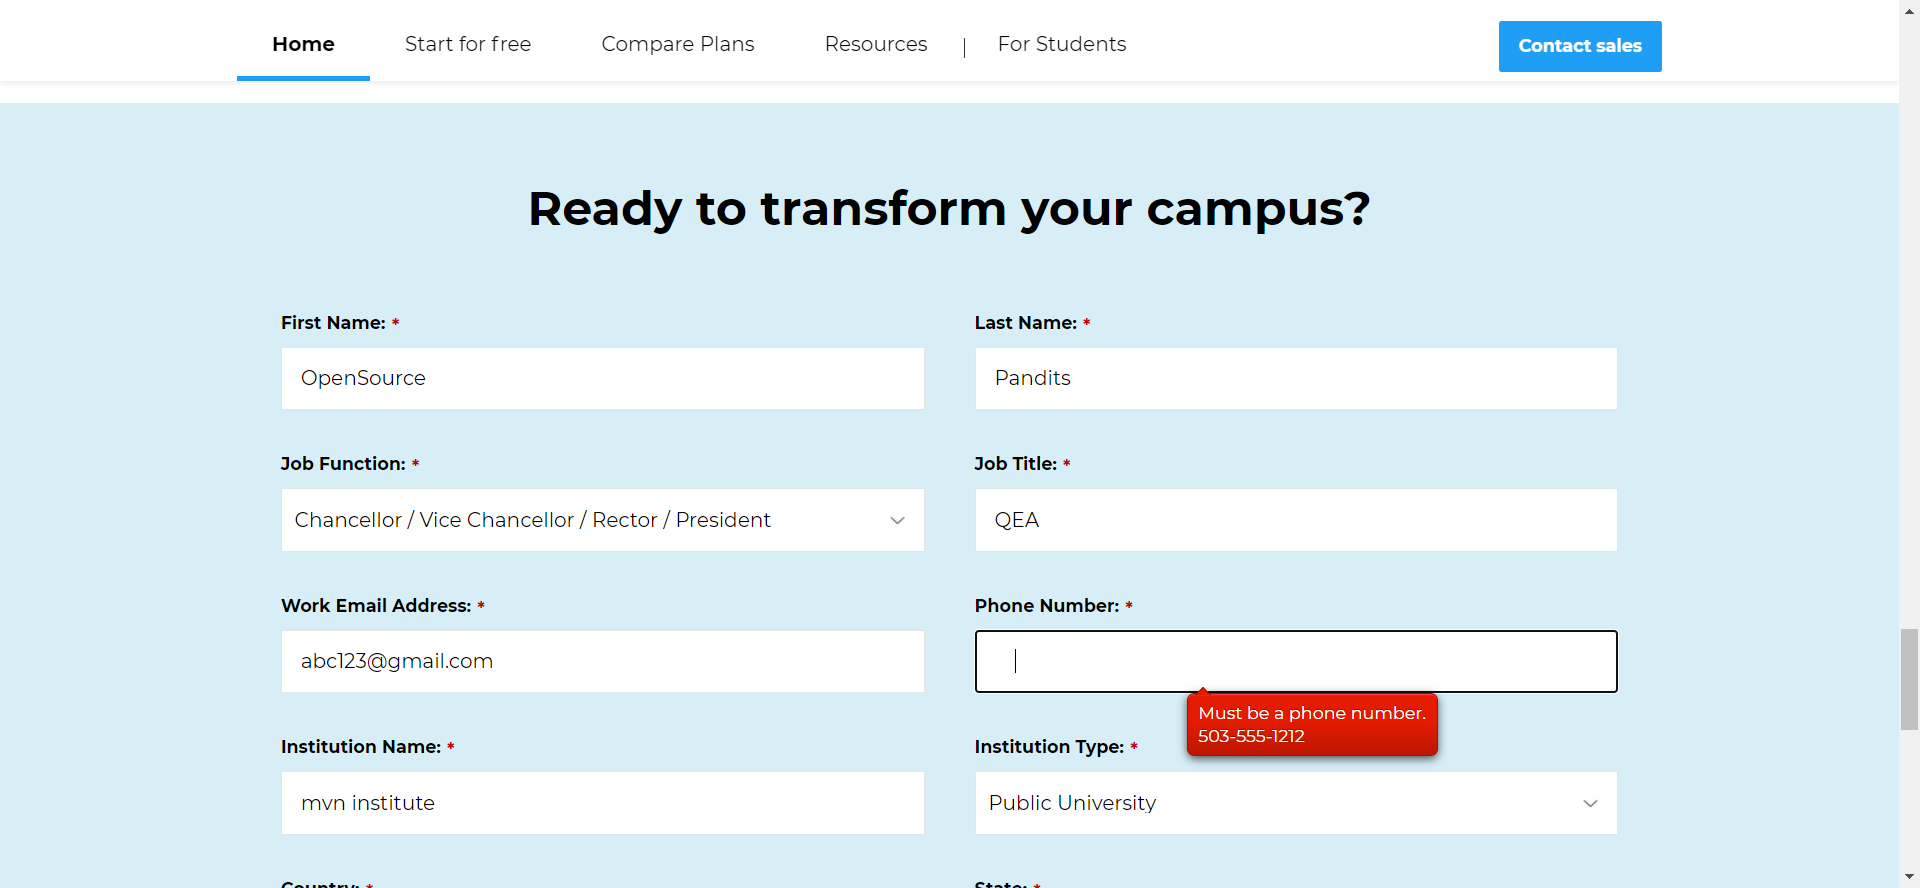 Home Start for free Compare Plans Resources | For Students Contact sales
Ready to transform your campus?
First Name: * Last Name: *
OpenSource Pandits
Job Function: * Job Title: *
Chancellor / Vice Chancellor / Rector / President QEA
Work Email Address: * Phone Number: *
abc123@gmail.com
Must be a phone number.
503-555-1212
Institution Name: * Institution Type: *
mvn institute Public University
Country: * State: *